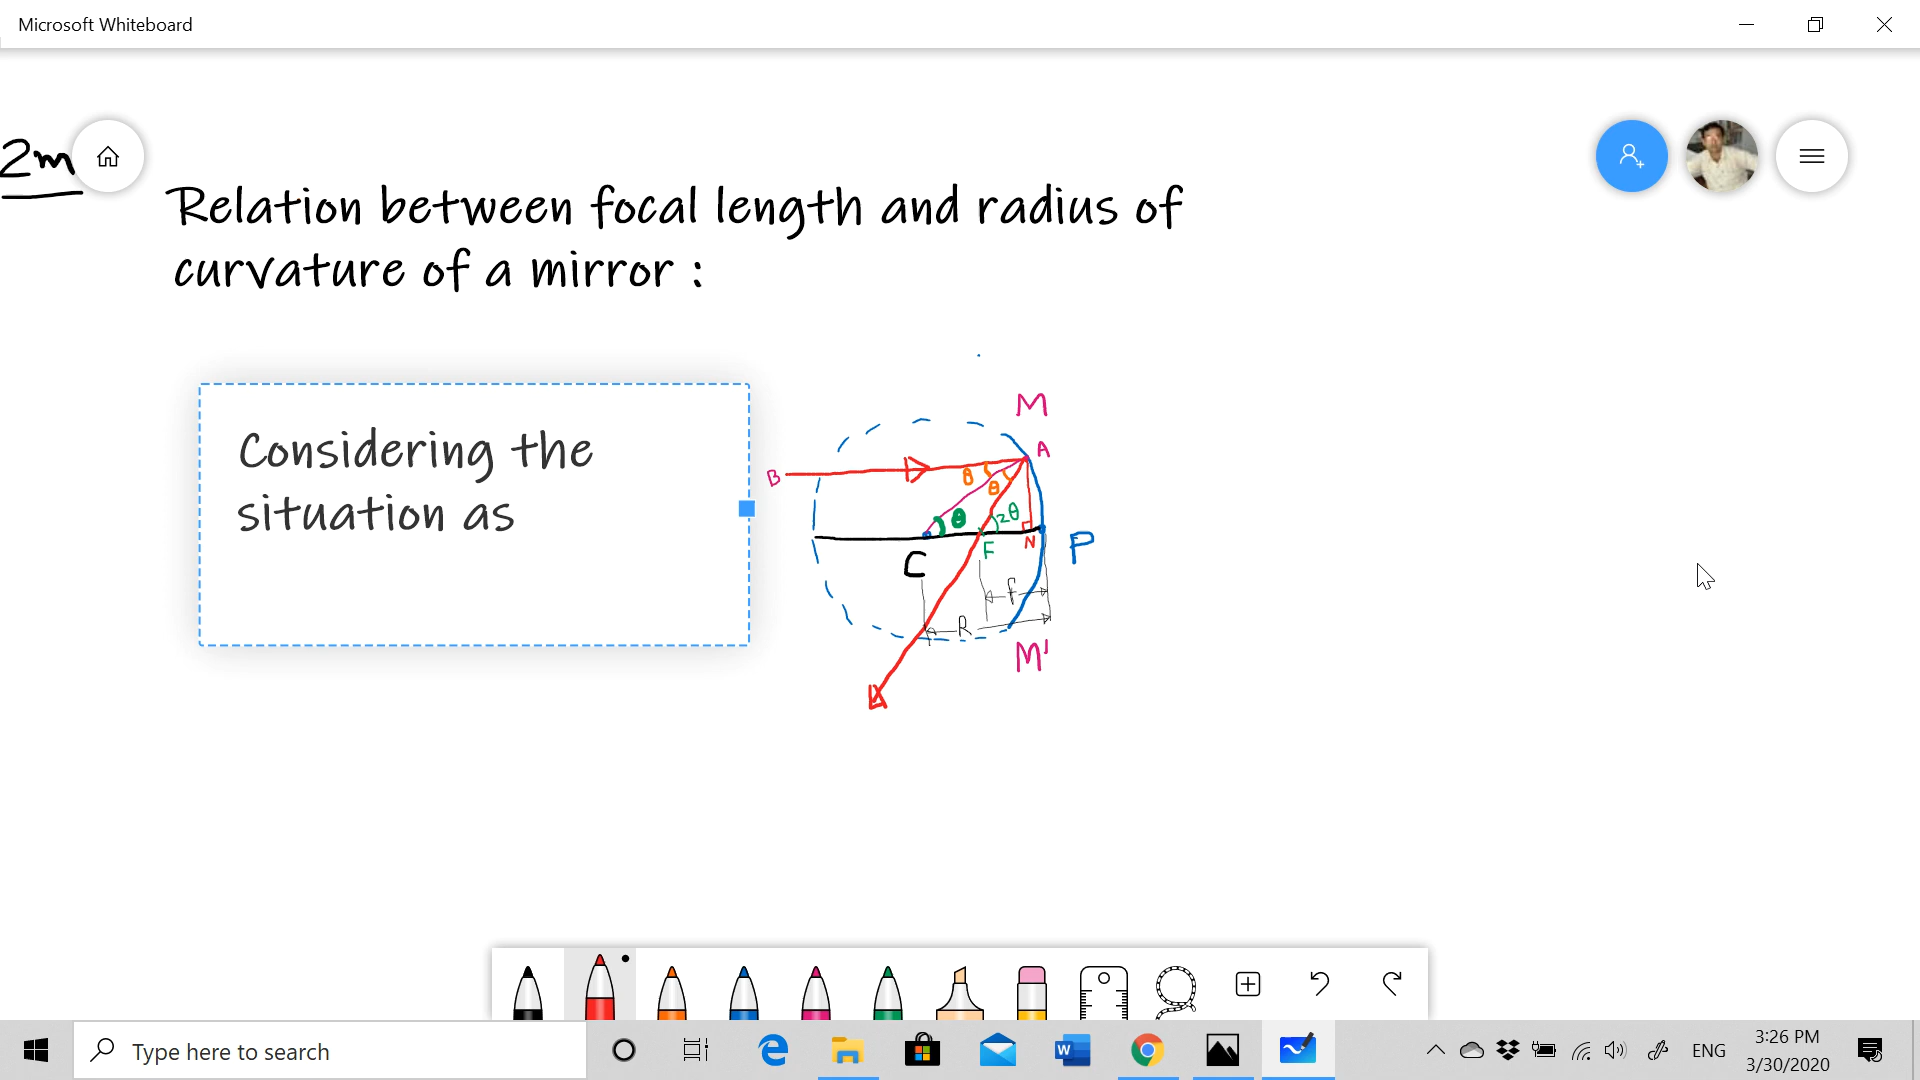 Microsoft Whiteboard
2m
Relation between focal length and radius of
curvature of a mirror :
Considering the
situation as
M
A
B
θ
θ
θ
2θ
C
F
N
P
f
R
M'
Type here to search
W
ENG
3:26 PM
3/30/2020